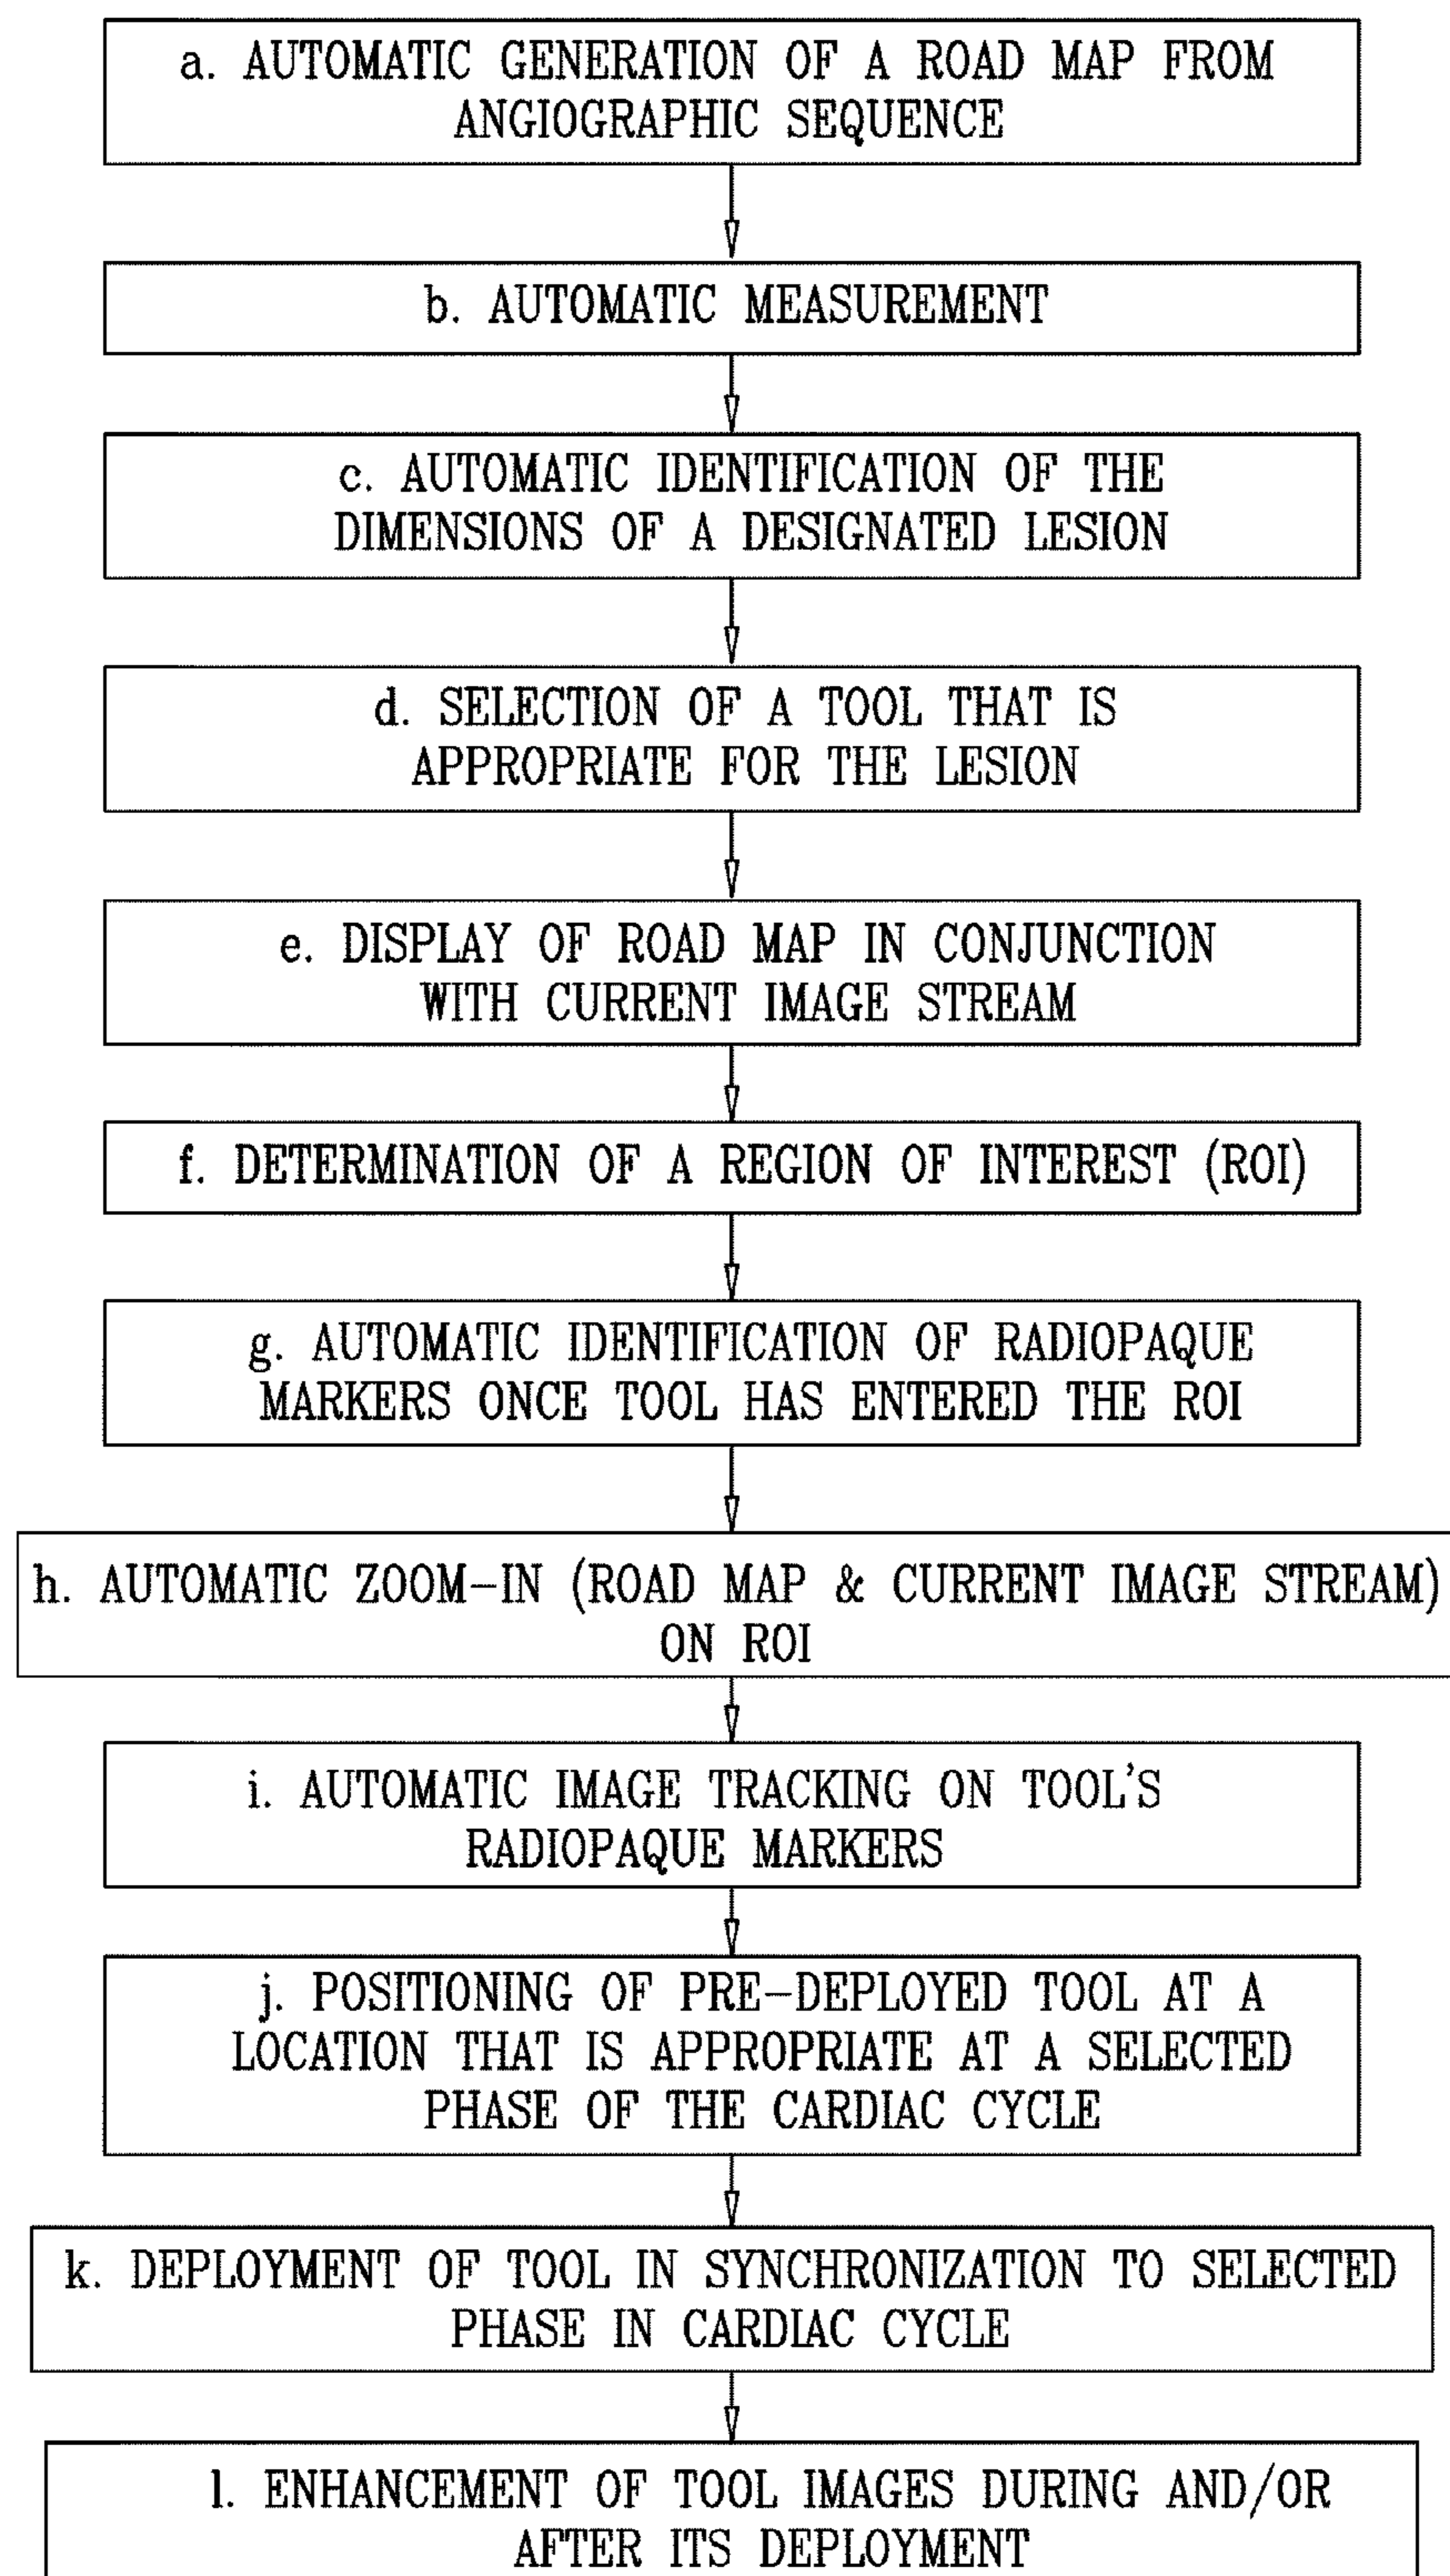 a. AUTOMATIC GENERATION OF A ROAD MAP FROM
ANGIOGRAPHIC SEQUENCE
b. AUTOMATIC MEASUREMENT
c. AUTOMATIC IDENTIFICATION OF THE
DIMENSIONS OF A DESIGNATED LESION
d. SELECTION OF A TOOL THAT IS
APPROPRIATE FOR THE LESION
e. DISPLAY OF ROAD MAP IN CONJUNCTION
WITH CURRENT IMAGE STREAM
f. DETERMINATION OF A REGION OF INTEREST (ROI)
g. AUTOMATIC IDENTIFICATION OF RADIOPAQUE
MARKERS ONCE TOOL HAS ENTERED THE ROI
h. AUTOMATIC ZOOM-IN (ROAD MAP & CURRENT IMAGE STREAM)
ON ROI
i. AUTOMATIC IMAGE TRACKING ON TOOL'S
RADIOPAQUE MARKERS
j. POSITIONING OF PRE-DEPLOYED TOOL AT A
LOCATION THAT IS APPROPRIATE AT A SELECTED
PHASE OF THE CARDIAC CYCLE
k. DEPLOYMENT OF TOOL IN SYNCHRONIZATION TO SELECTED
PHASE IN CARDIAC CYCLE
l. ENHANCEMENT OF TOOL IMAGES DURING AND/OR
AFTER ITS DEPLOYMENT